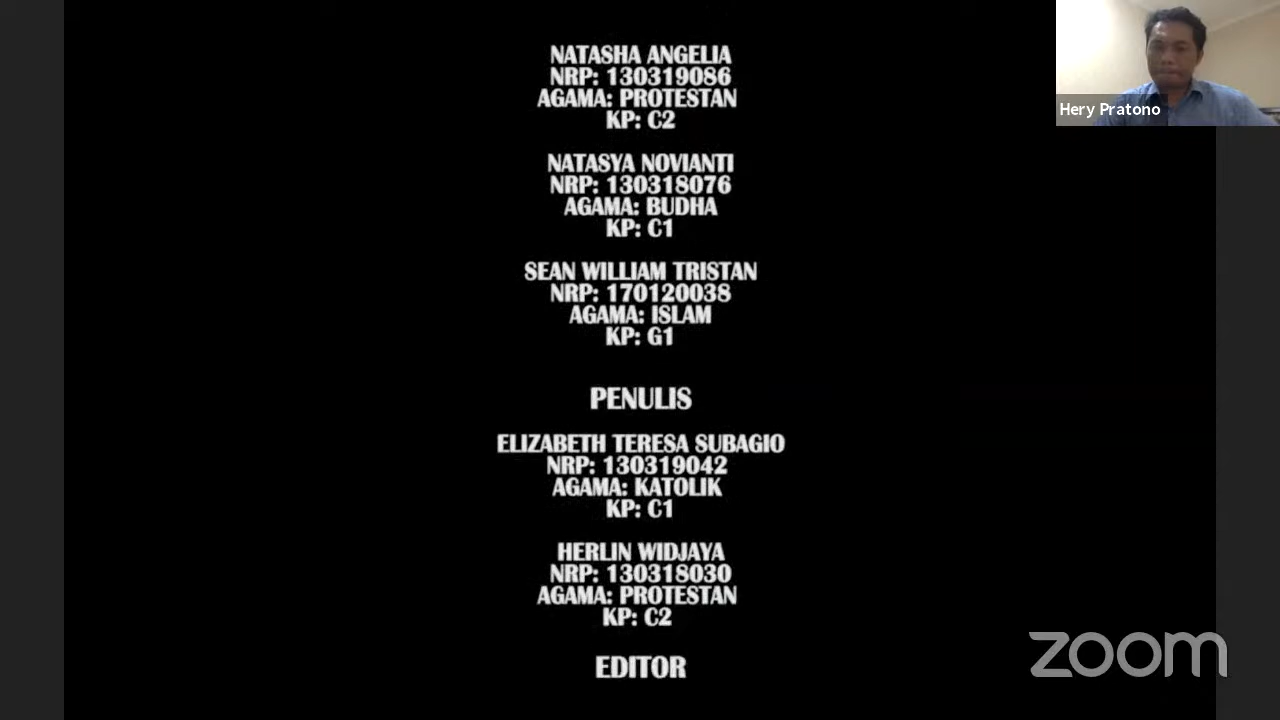 NATASHA ANGELIA
NRP: 130319086
AGAMA: PROTESTAN
KP: C2
NATASYA NOVIANTI
NRP: 130318076
AGAMA: BUDHA
KP: C1
SEAN WILLIAM TRISTAN
NRP: 170120038
AGAMA: ISLAM
KP: G1
PENULIS
ELIZABETH TERESA SUBAGIO
NRP: 130319042
AGAMA: KATOLIK
KP: C1
HERLIN WIDJAYA
NRP: 130318030
AGAMA: PROTESTAN
KP: C2
EDITOR
Hery Pratono
zoom